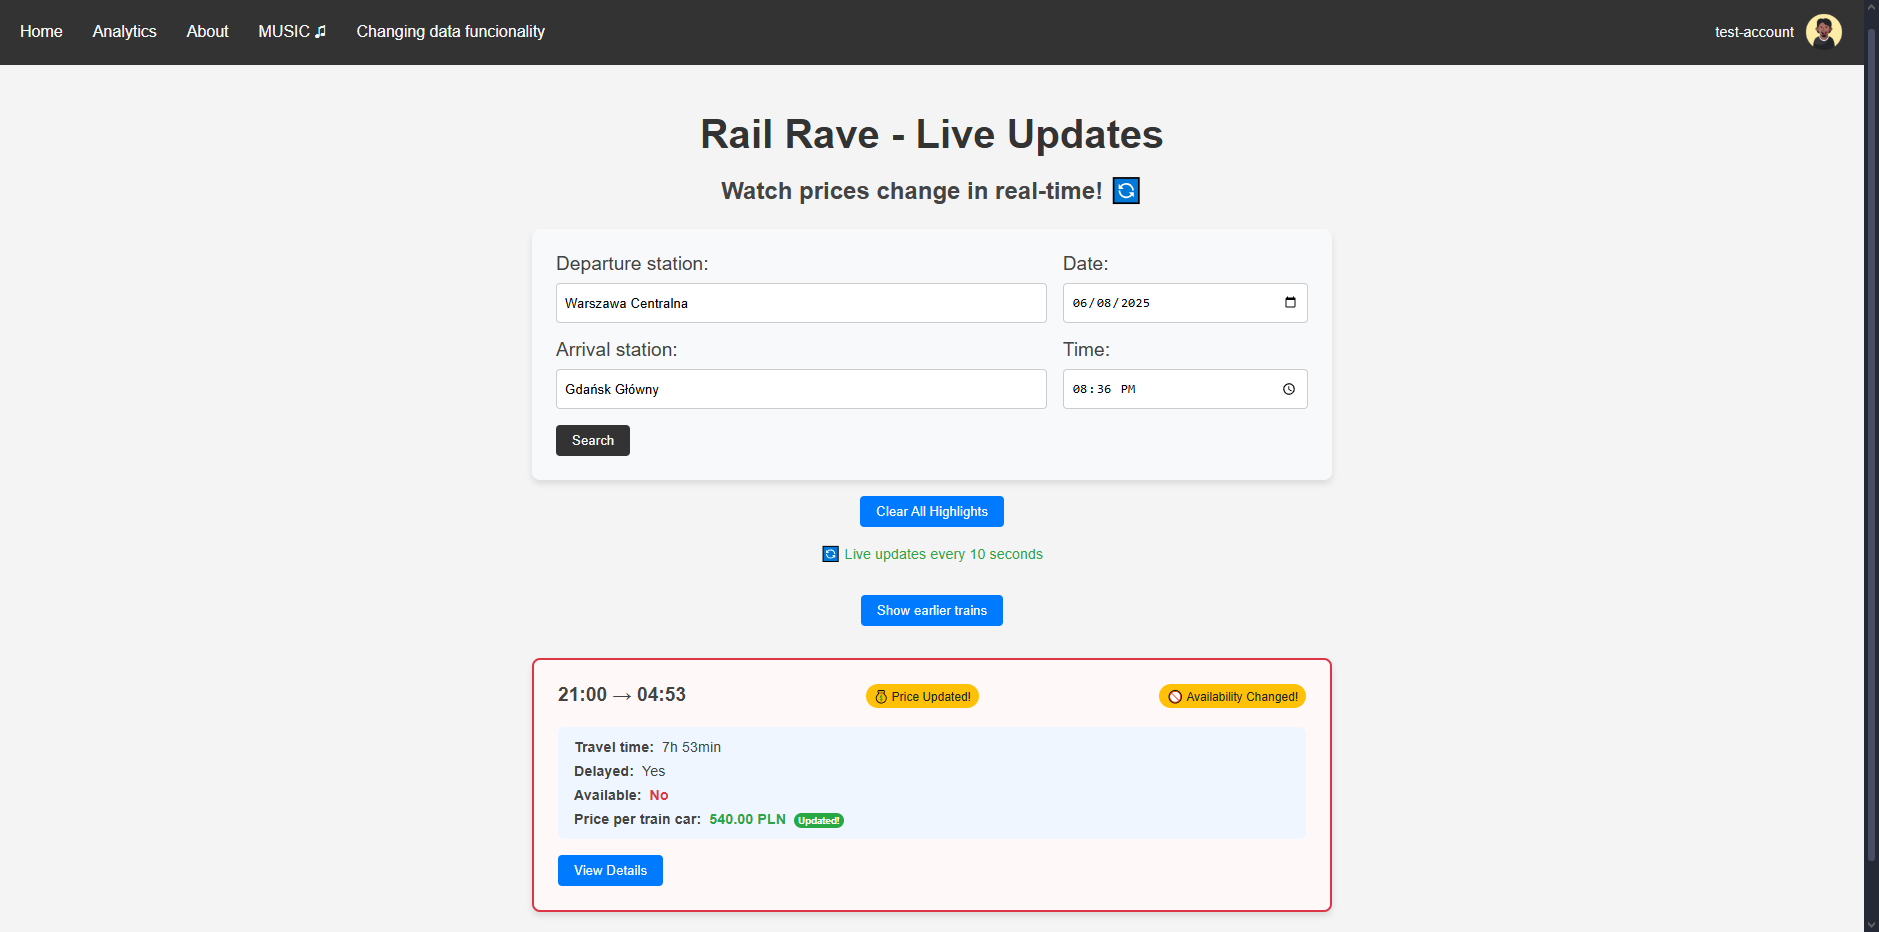 Home Analytics About MUSIC ♫ Changing data funcionality test-account
Rail Rave - Live Updates
Watch prices change in real-time! 🔄
Departure station: Date:
Warszawa Centralna 06/08/2025
Arrival station: Time:
Gdańsk Główny 08:36 PM
Search
Clear All Highlights
🔄 Live updates every 10 seconds
Show earlier trains
21:00 → 04:53 💰 Price Updated! 🚫 Availability Changed!
Travel time: 7h 53min
Delayed: Yes
Available: No
Price per train car: 540.00 PLN Updated!
View Details